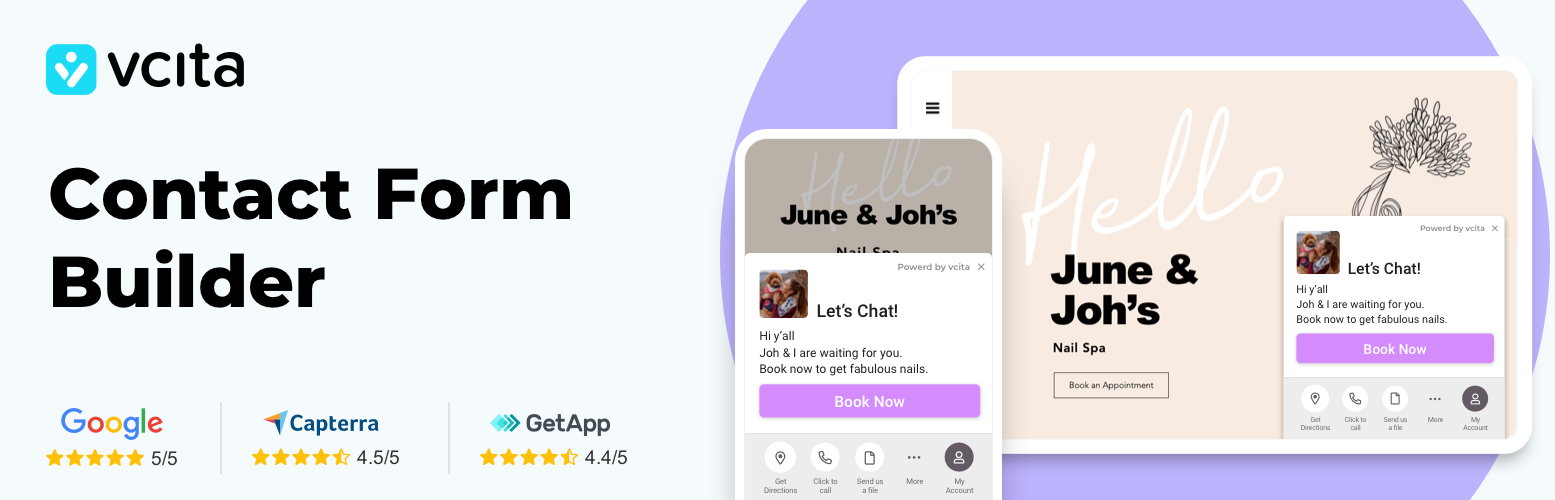 vcita
Contact Form
Builder
Google
5/5
Capterra
4.5/5
GetApp
4.4/5
Hello
June & Joh's
Nail Spa
Powerd by vcita ×
Let's Chat!
Hi y'all
Joh & I are waiting for you.
Book now to get fabulous nails.
Book Now
Get
Directions
Click to
call
Send us
a file
More
My
Account
Hello
June &
Joh's
Nail Spa
Book an Appointment
Powerd by vcita ×
Let's Chat!
Hi y'all
Joh & I are waiting for you.
Book now to get fabulous nails.
Book Now
Get
Directions
Click to
call
Send us
a file
More
My
Account